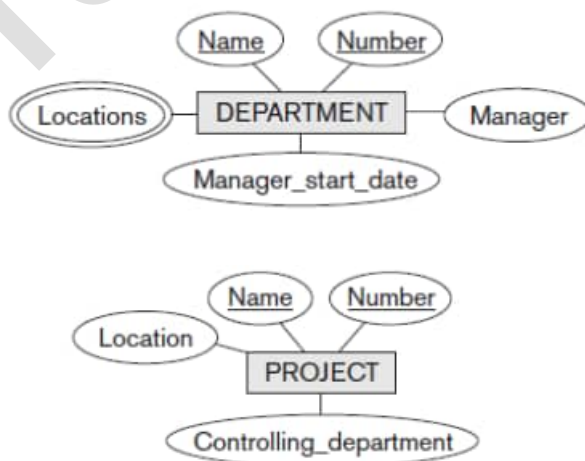 Name Number
Locations DEPARTMENT Manager
Manager_start_date
Name Number
Location
PROJECT
Controlling_department